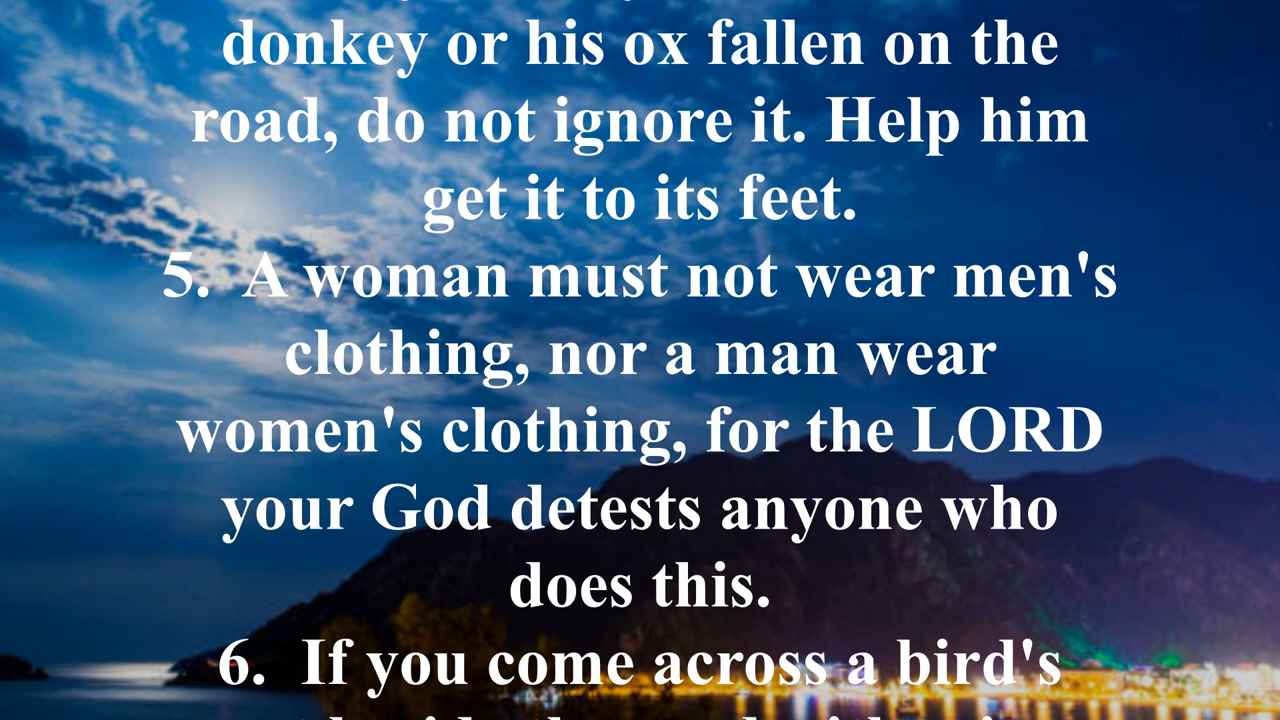 donkey or his ox fallen on the
road, do not ignore it. Help him
get it to its feet.
5. A woman must not wear men's
clothing, nor a man wear
women's clothing, for the LORD
your God detests anyone who
does this.
6. If you come across a bird's